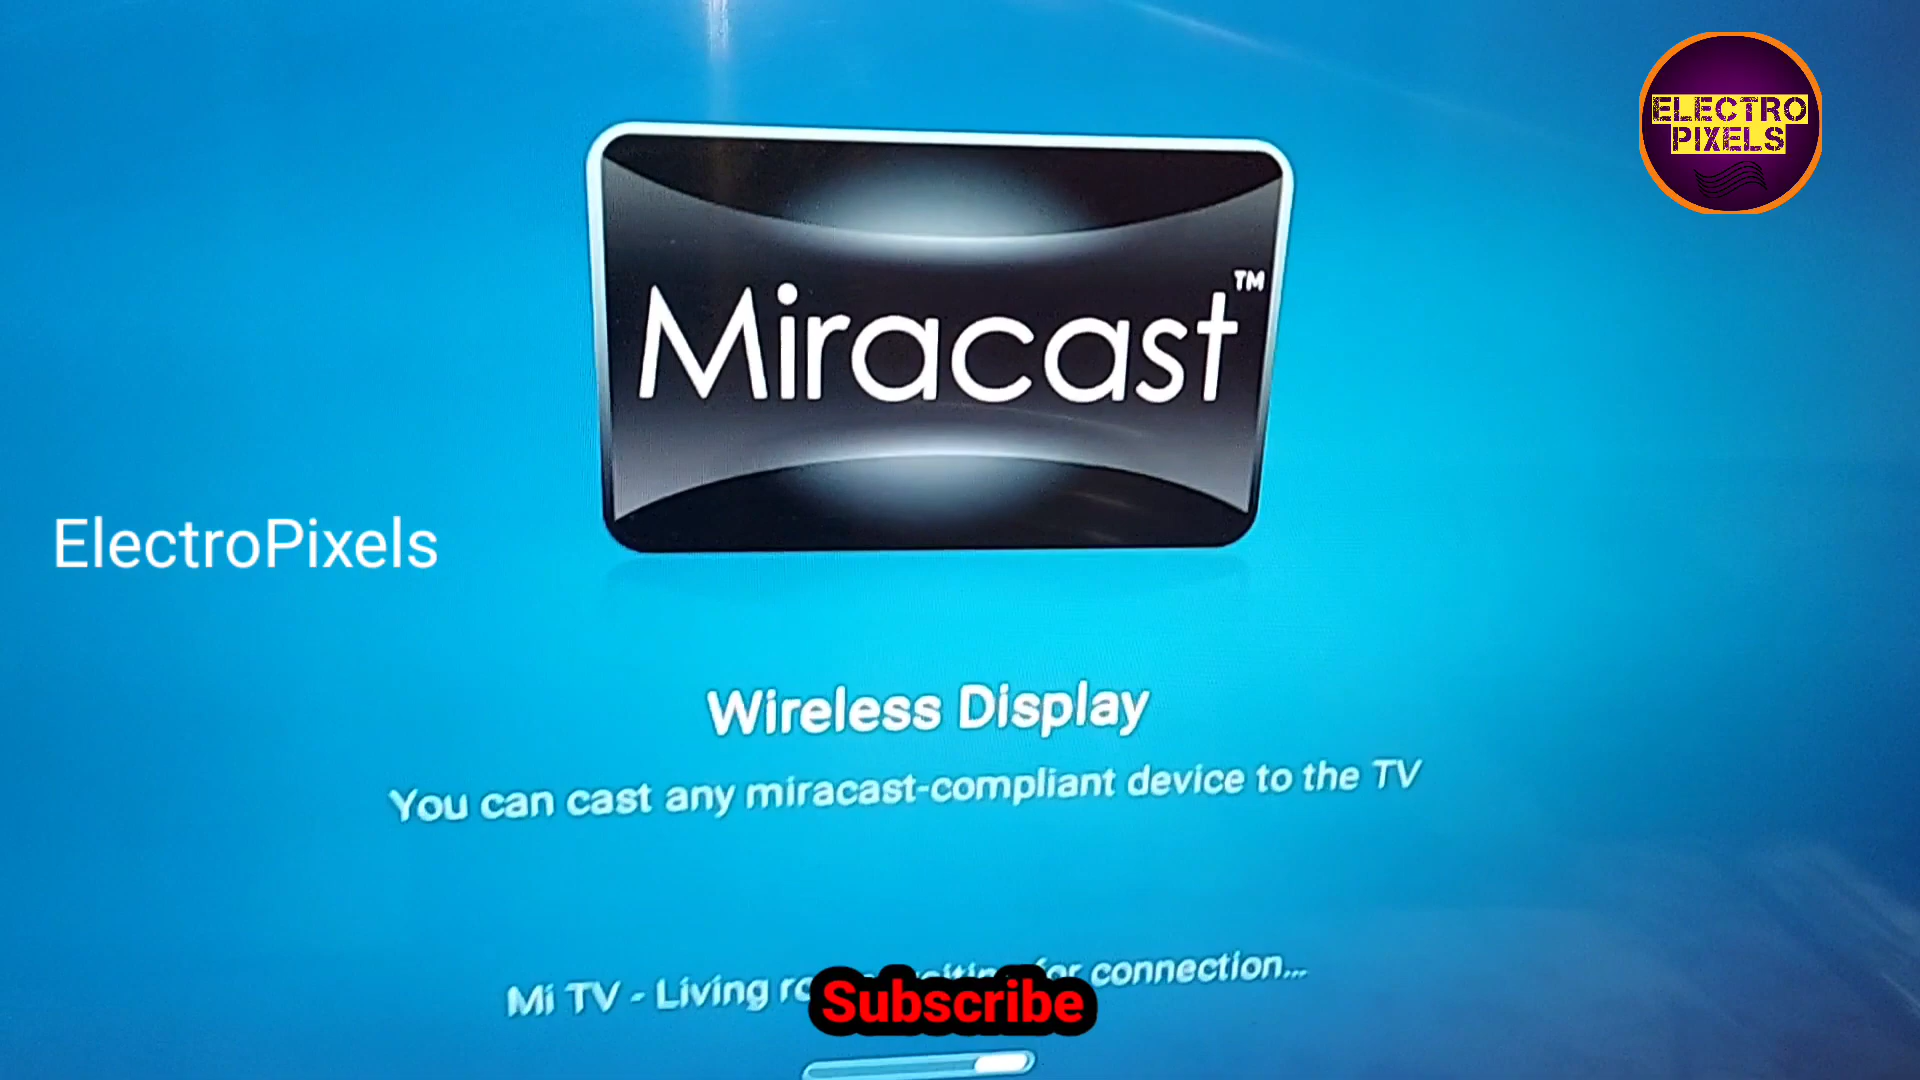 ELECTRO
PIXELS
Miracast™
ElectroPixels
Wireless Display
You can cast any miracast-compliant device to the TV
Mi TV - Living for connection...
Subscribe